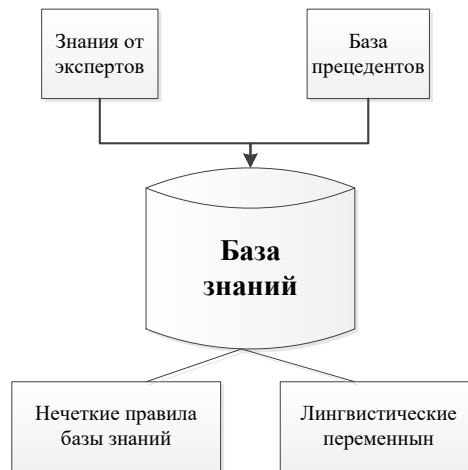 Знания от
экспертов
База
прецедентов
База
знаний
Нечеткие правила
базы знаний
Лингвистические
переменнын